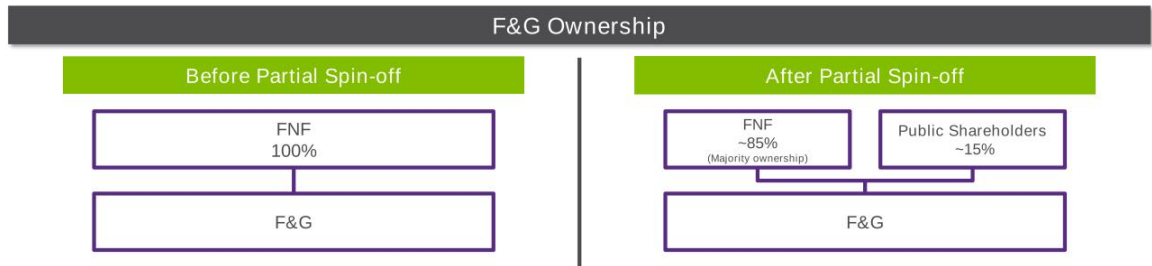 F&G Ownership
Before Partial Spin-off
FNF
100%
F&G
After Partial Spin-off
FNF
~85%
(Majority ownership)
Public Shareholders
~15%
F&G